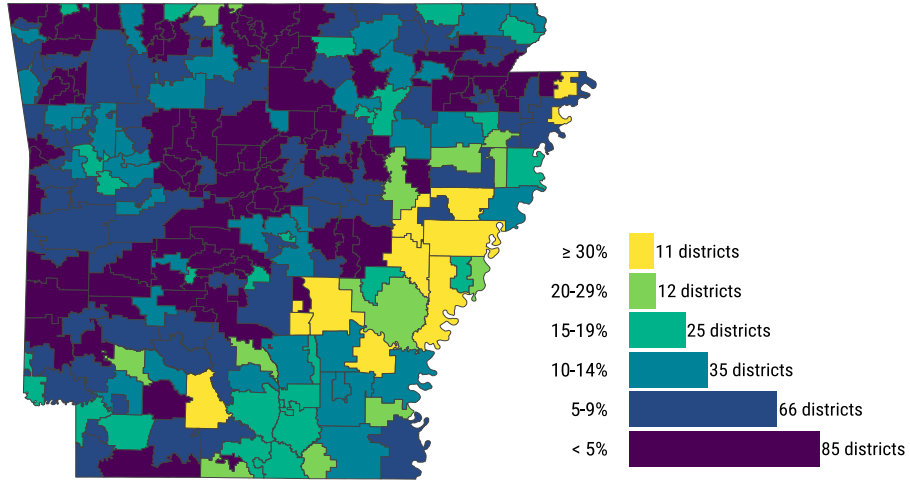 ≥ 30% 11 districts
20-29% 12 districts
15-19% 25 districts
10-14% 35 districts
5-9% 66 districts
< 5% 85 districts